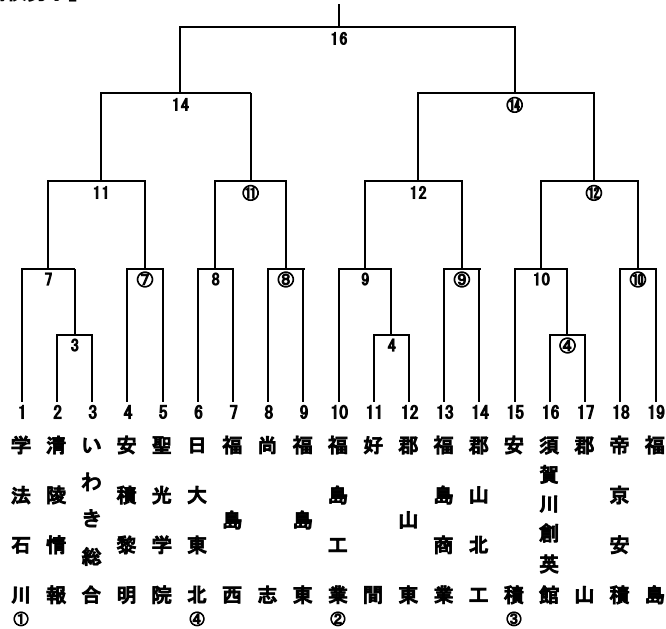 16
14 ⑭
11 ⑪ 12 ⑫
7 ⑦ 8 ⑧ 9 ⑨ 10 ⑩
3 4 ④
1 2 3 4 5 6 7 8 9 10 11 12 13 14 15 16 17 18 19
学法石川
①
清陵情報
いわき総合
安積黎明
聖光学院
日大東北
④
福島西
尚志
福島東
福島工業
②
好間
郡山東
福島商業
郡山北工
安積
③
須賀川創英館
郡山
帝京安積
福島